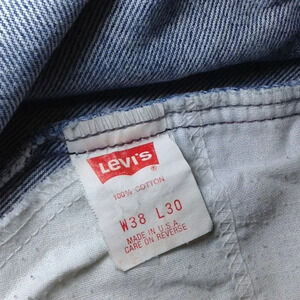 Levi's
100% COTTON
W38 L30
MADE IN U.S.A.
CARE ON REVERSE